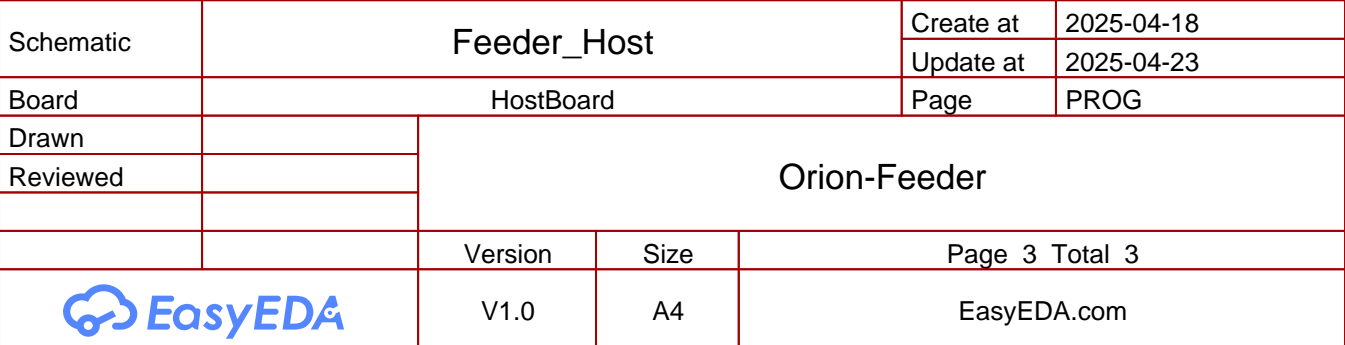 Schematic Feeder_Host Create at 2025-04-18
Update at 2025-04-23
Board HostBoard Page PROG
Drawn
Reviewed
Orion-Feeder
Version Size Page 3 Total 3
EasyEDA V1.0 A4 EasyEDA.com